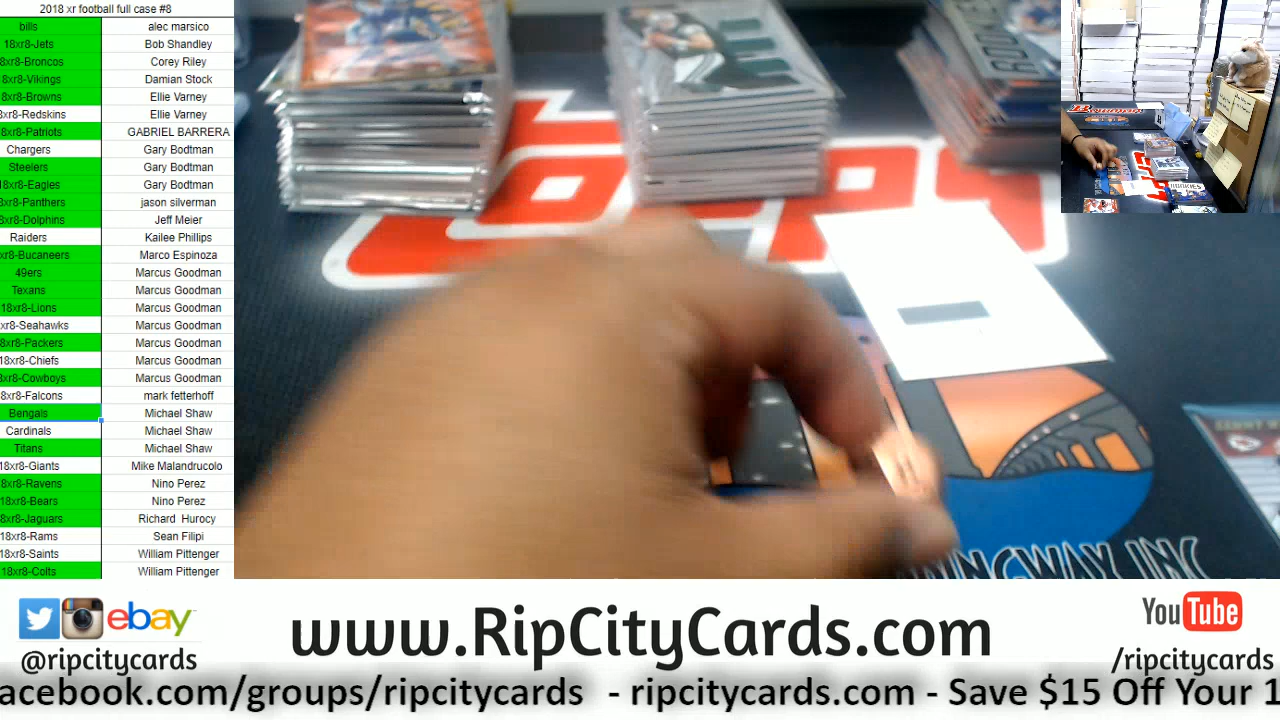 2018 xr football full case #8
bills alec marsico
18xr8-Jets Bob Shandley
8xr8-Broncos Corey Riley
8xr8-Vikings Damian Stock
8xr8-Browns Ellie Varney
8xr8-Redskins Ellie Varney
8xr8-Patriots GABRIEL BARRERA
Chargers Gary Bodtman
Steelers Gary Bodtman
18xr8-Eagles Gary Bodtman
8xr8-Panthers jason silverman
8xr8-Dolphins Jeff Meier
Raiders Kailee Phillips
xr8-Bucaneers Marco Espinoza
49ers Marcus Goodman
Texans Marcus Goodman
18xr8-Lions Marcus Goodman
xr8-Seahawks Marcus Goodman
8xr8-Packers Marcus Goodman
18xr8-Chiefs Marcus Goodman
8xr8-Cowboys Marcus Goodman
8xr8-Falcons mark fetterhoff
Bengals Michael Shaw
Cardinals Michael Shaw
Titans Michael Shaw
18xr8-Giants Mike Malandrucolo
8xr8-Ravens Nino Perez
18xr8-Bears Nino Perez
8xr8-Jaguars Richard Hurocy
18xr8-Rams Sean Filipi
18xr8-Saints William Pittenger
18xr8-Colts William Pittenger
NINGWAY INC
ebay
@ripcitycards
www.RipCityCards.com
YouTube
/ripcitycards
acebook.com/groups/ripcitycards - ripcitycards.com - Save $15 Off Your 1